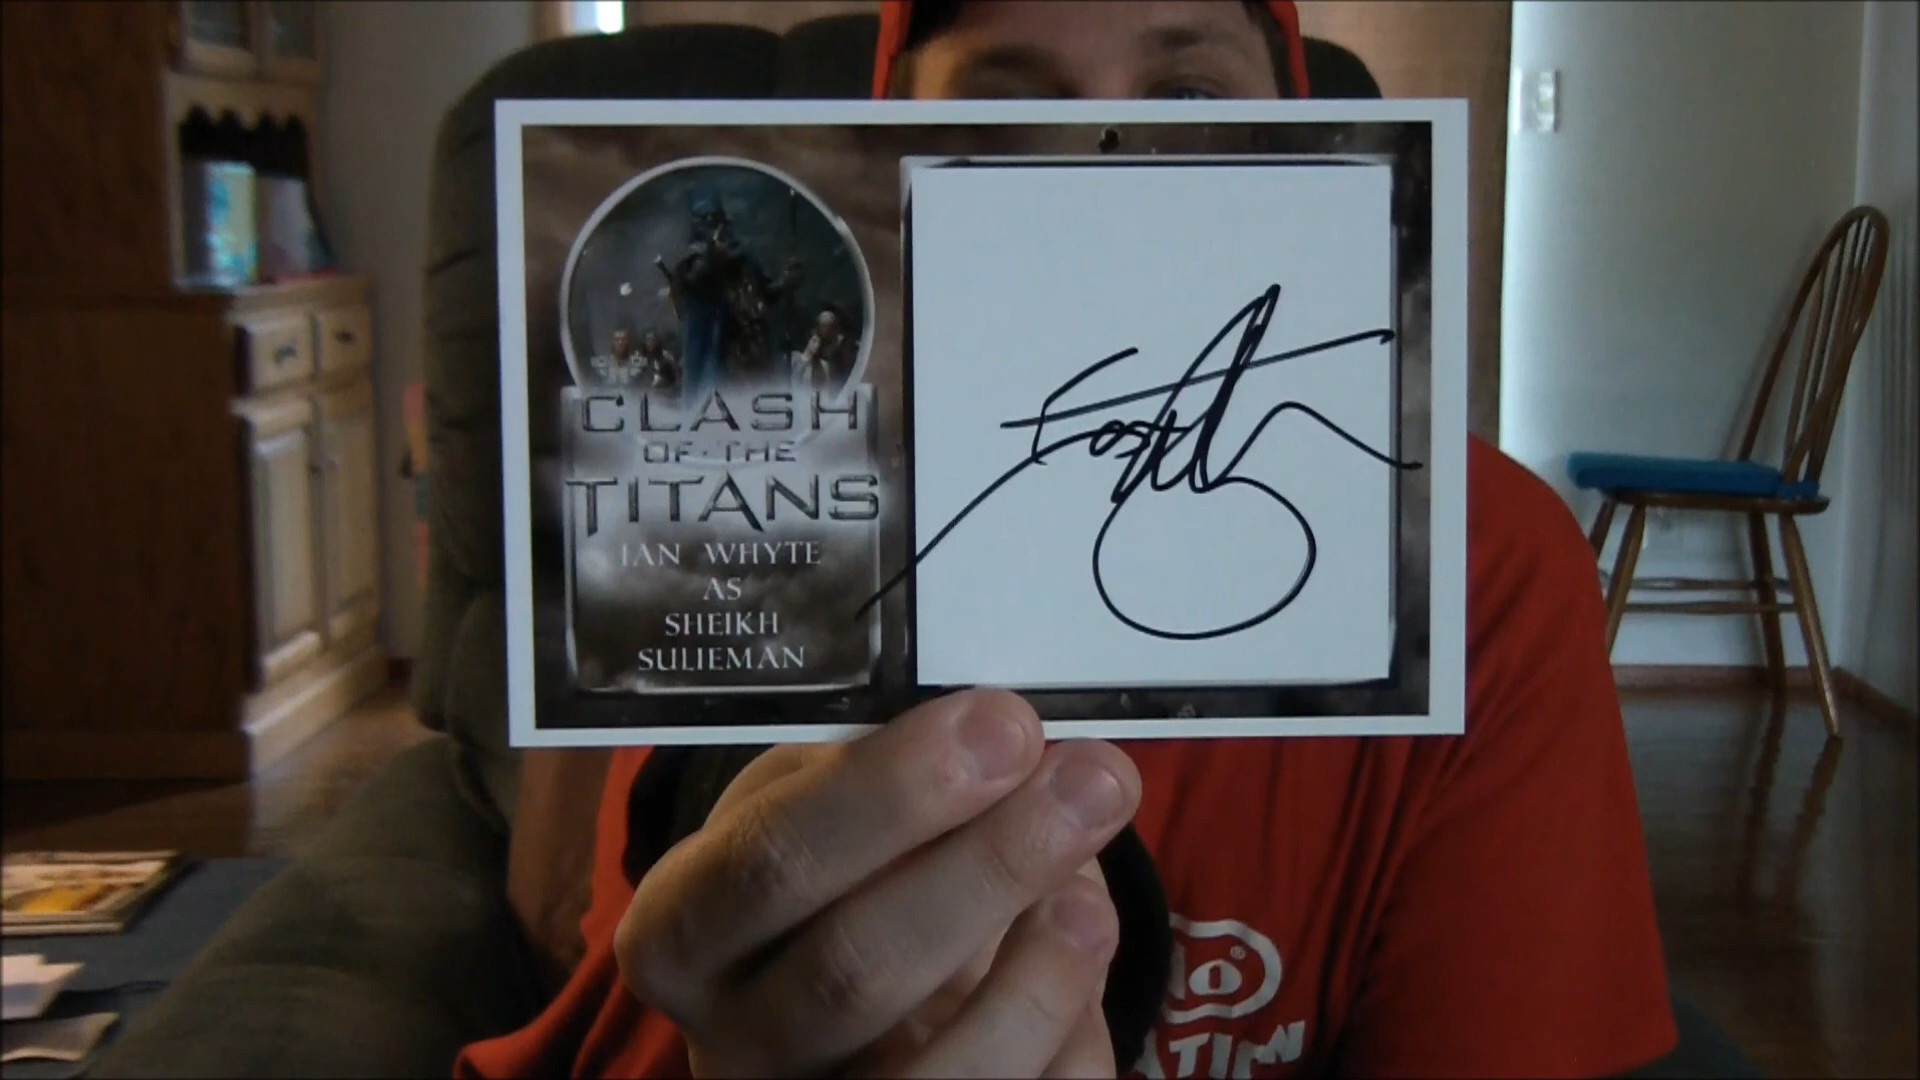 CLASH
OF·THE
TITANS
IAN WHYTE
AS
SHEIKH
SULIEMAN